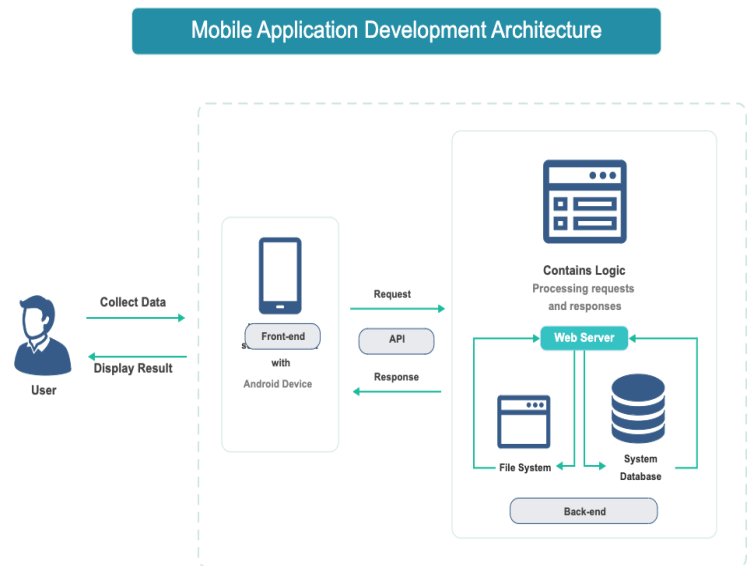 Mobile Application Development Architecture
Collect Data
Display Result
User
Front-end
with
Android Device
Request
API
Response
Contains Logic
Processing requests
and responses
Web Server
File System
System
Database
Back-end